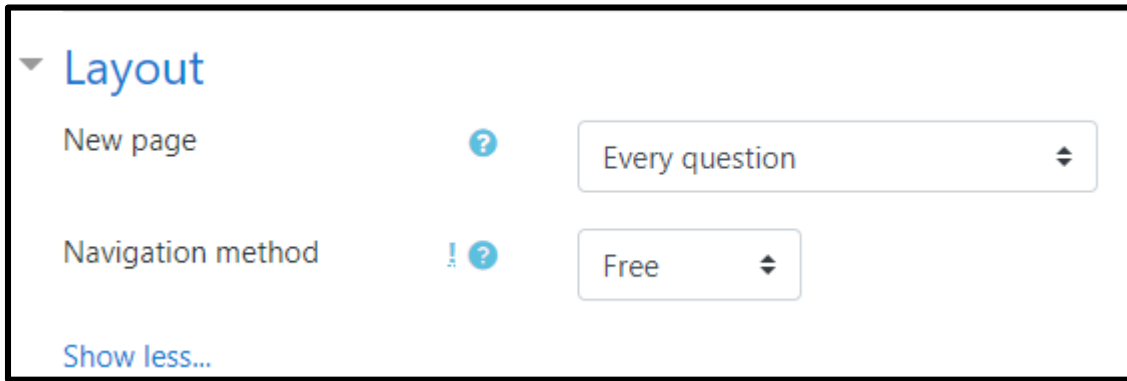 Layout
New page ? Every question
Navigation method ! ? Free
Show less...